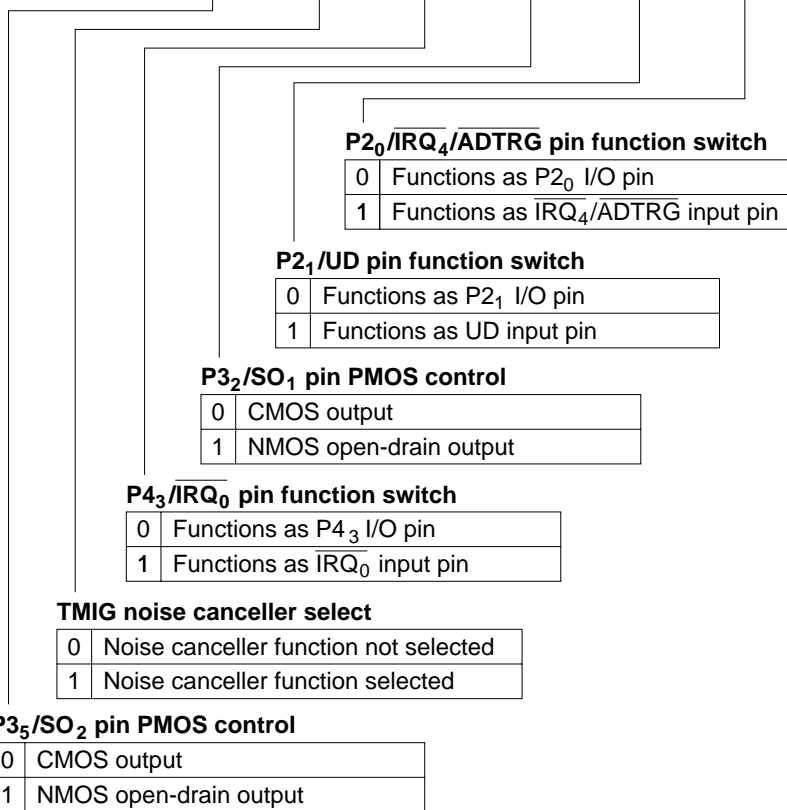 P2₀/IRQ₄/ADTRG pin function switch
0 Functions as P2₀ I/O pin
1 Functions as IRQ₄/ADTRG input pin
P2₁/UD pin function switch
0 Functions as P2₁ I/O pin
1 Functions as UD input pin
P3₂/SO₁ pin PMOS control
0 CMOS output
1 NMOS open-drain output
P4₃/IRQ₀ pin function switch
0 Functions as P4₃ I/O pin
1 Functions as IRQ₀ input pin
TMIG noise canceller select
0 Noise canceller function not selected
1 Noise canceller function selected
P3₅/SO₂ pin PMOS control
0 CMOS output
1 NMOS open-drain output